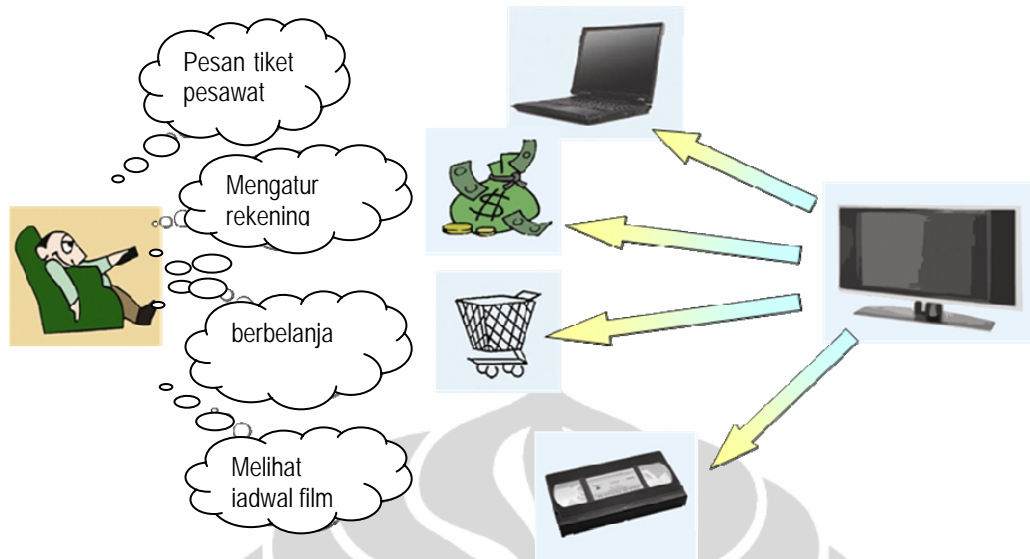 Pesan tiket
pesawat
Mengatur
rekening
berbelanja
Melihat
jadwal film